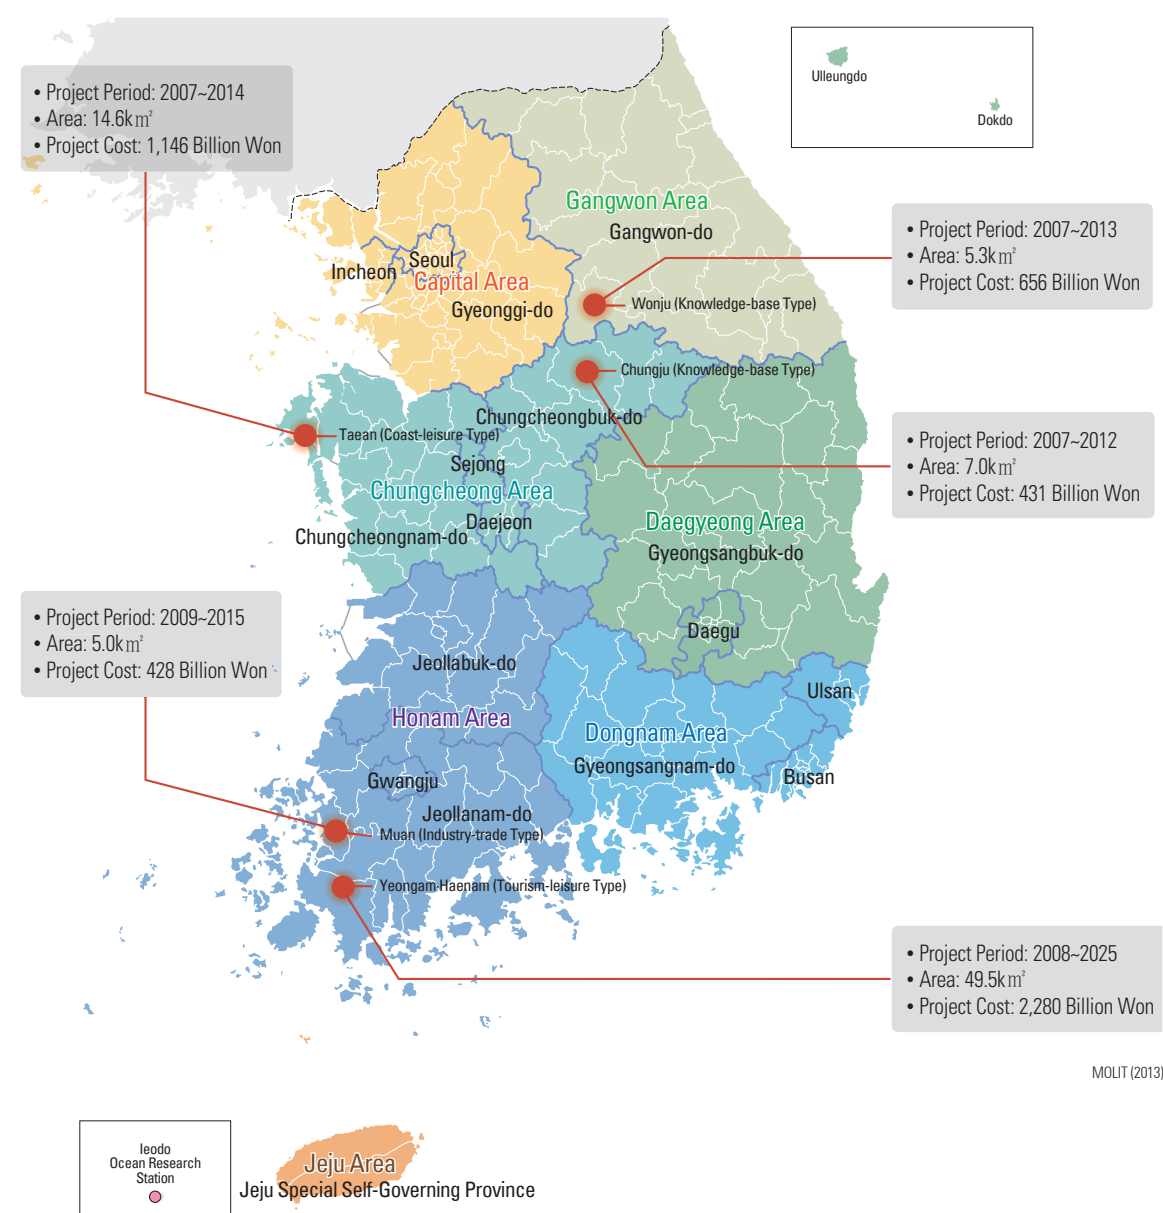 Ulleungdo
Dokdo
• Project Period: 2007~2014
• Area: 14.6k㎡
• Project Cost: 1,146 Billion Won
Gangwon Area
Gangwon-do
• Project Period: 2007~2013
• Area: 5.3k㎡
• Project Cost: 656 Billion Won
Seoul
Incheon
Capital Area
Gyeonggi-do
Wonju (Knowledge-base Type)
Chungju (Knowledge-base Type)
Chungcheongbuk-do
Taean (Coast-leisure Type)
• Project Period: 2007~2012
• Area: 7.0k㎡
• Project Cost: 431 Billion Won
Sejong
Chungcheong Area
Daejeon
Chungcheongnam-do
Daegyeong Area
Gyeongsangbuk-do
• Project Period: 2009~2015
• Area: 5.0k㎡
• Project Cost: 428 Billion Won
Daegu
Jeollabuk-do
Ulsan
Honam Area
Dongnam Area
Gyeongsangnam-do
Busan
Gwangju
Jeollanam-do
Muan (Industry-trade Type)
Yeongam·Haenam (Tourism-leisure Type)
• Project Period: 2008~2025
• Area: 49.5k㎡
• Project Cost: 2,280 Billion Won
MOLIT (2013)
Ieodo
Ocean Research
Station
Jeju Area
Jeju Special Self-Governing Province